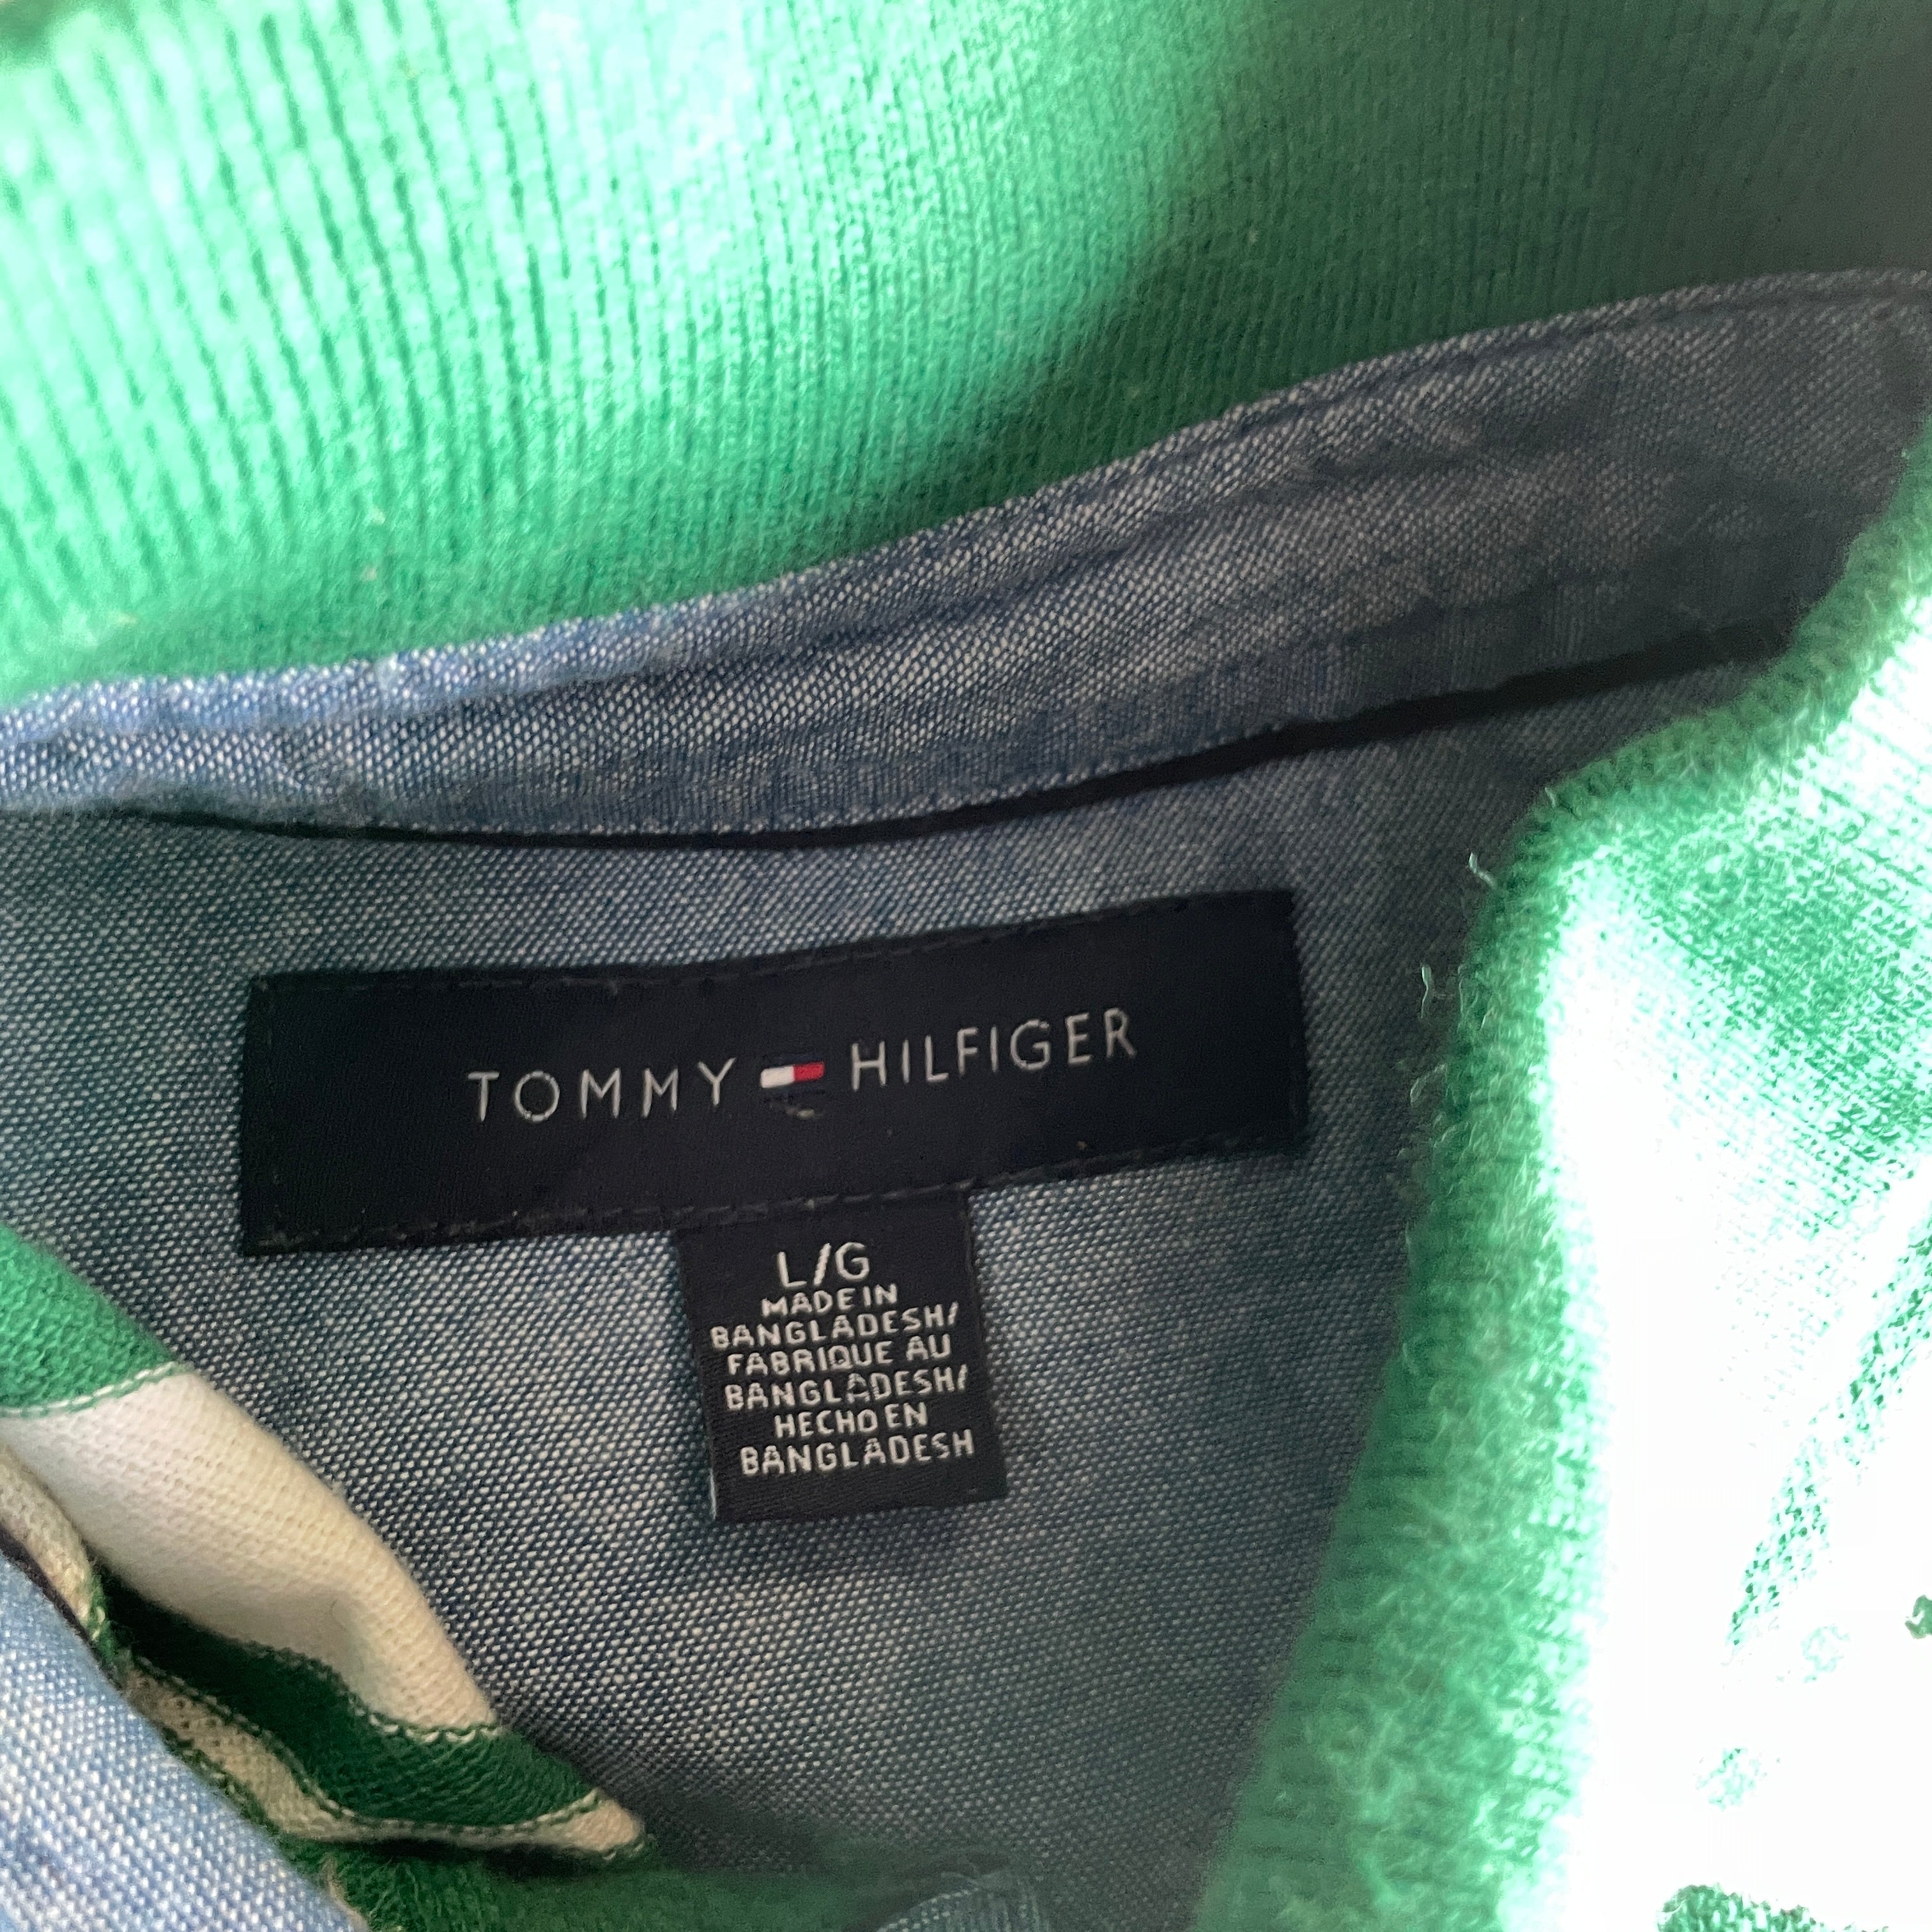 TOMMY HILFIGER
L/G
MADE IN
BANGLADESH/
FABRIQUE AU
BANGLADESH/
HECHO EN
BANGLADESH